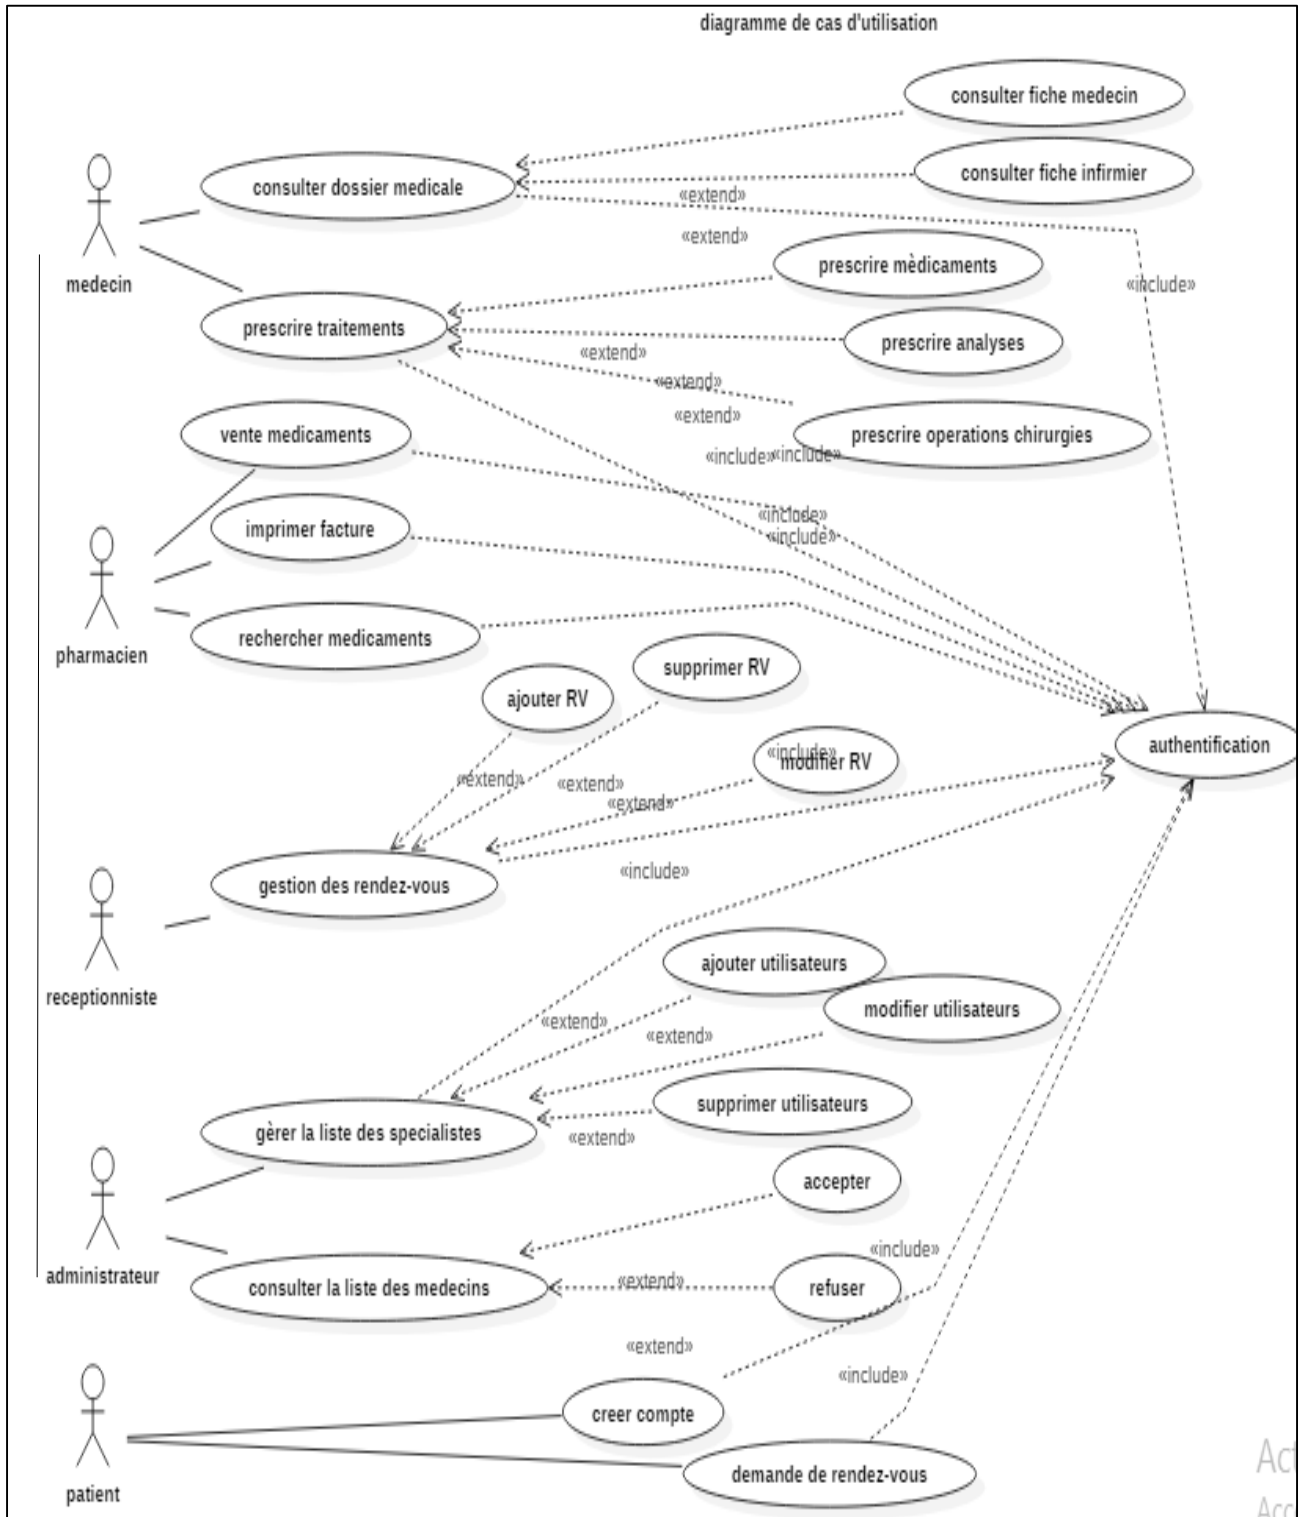 diagramme de cas d'utilisation
consulter fiche medecin
consulter fiche infirmier
consulter dossier medicale
«extend»
«extend»
medecin
prescrire mèdicaments
«include»
prescrire traitements
prescrire analyses
«extend»
«extend»
«extend»
vente medicaments
prescrire operations chirurgies
«include»
«include»
«include»
«include»
imprimer facture
rechercher medicaments
pharmacien
supprimer RV
ajouter RV
authentification
«include»
modifier RV
«extend»
«extend»
«extend»
«include»
gestion des rendez-vous
receptionniste
ajouter utilisateurs
modifier utilisateurs
«extend»
«extend»
supprimer utilisateurs
gèrer la liste des specialistes
«extend»
accepter
«include»
administrateur
consulter la liste des medecins
«extend»
refuser
«extend»
«include»
creer compte
demande de rendez-vous
patient
Act
Acc